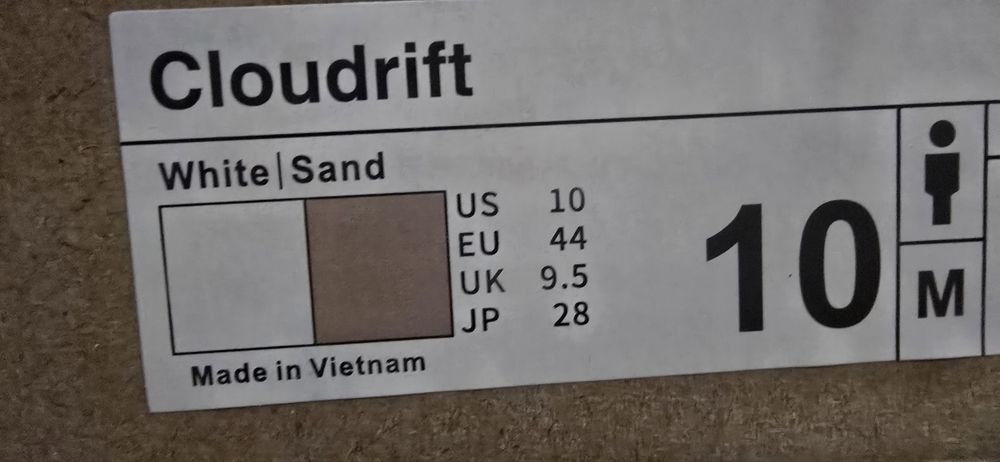 Cloudrift
White|Sand
US 10
EU 44
UK 9.5
JP 28
10
M
Made in Vietnam